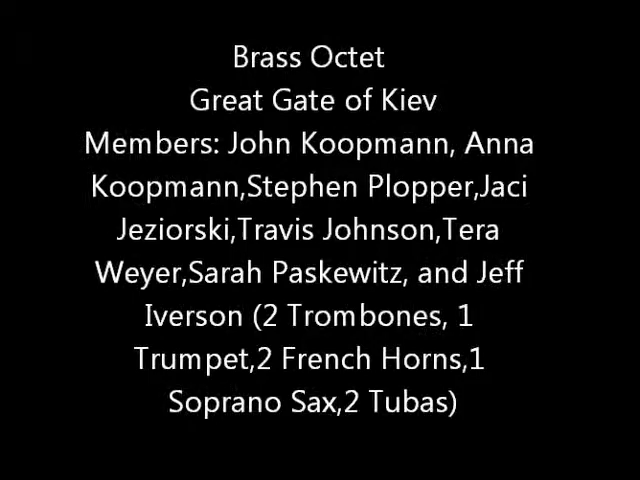 Brass Octet
Great Gate of Kiev
Members: John Koopmann, Anna
Koopmann,Stephen Plopper,Jaci
Jeziorski,Travis Johnson,Tera
Weyer,Sarah Paskewitz, and Jeff
Iverson (2 Trombones, 1
Trumpet,2 French Horns,1
Soprano Sax,2 Tubas)